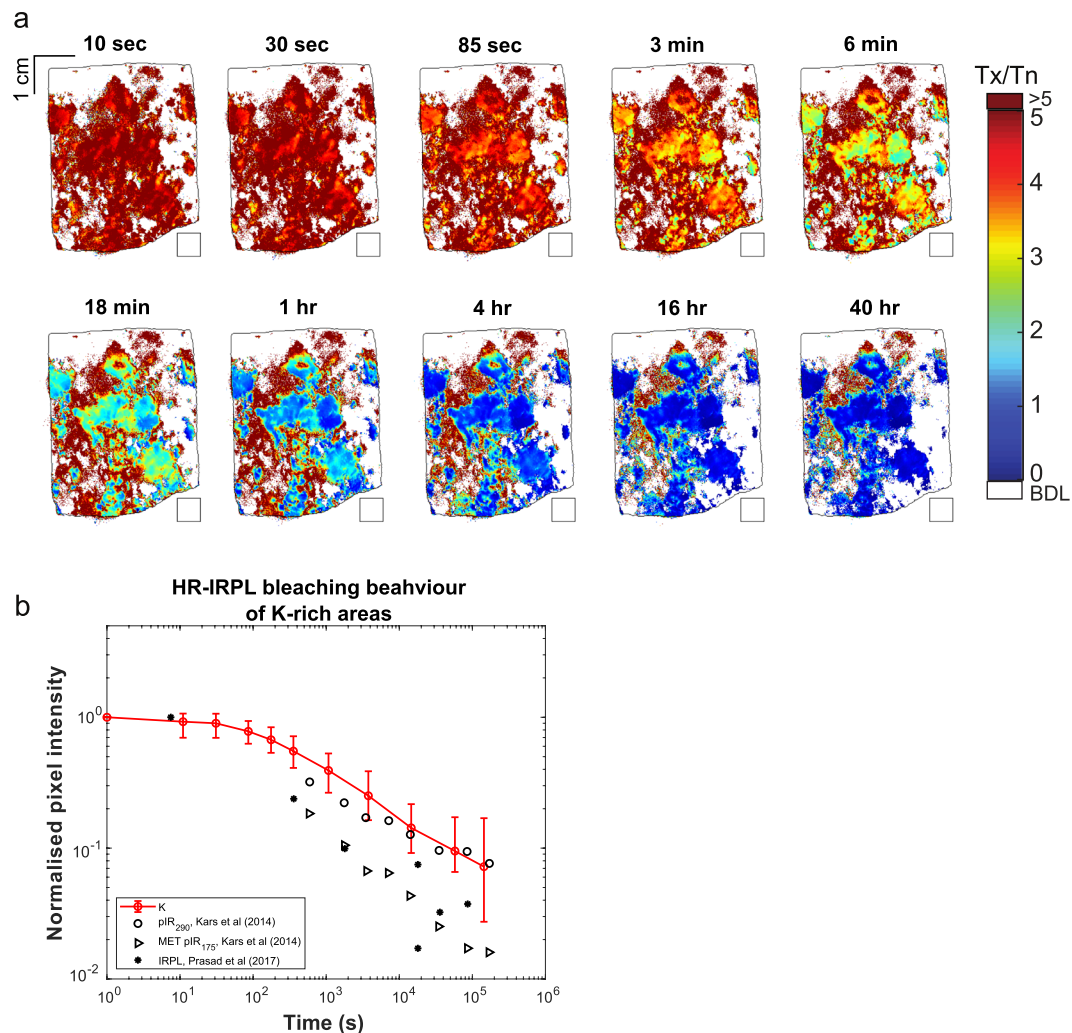 a
1 cm
10 sec
30 sec
85 sec
3 min
6 min
Tx/Tn
>5
5
4
3
2
1
0
BDL
18 min
1 hr
4 hr
16 hr
40 hr
b
HR-IRPL bleaching beahviour
of K-rich areas
Normalised pixel intensity
10⁰
10⁻¹
10⁻²
K
pIR₂₉₀, Kars et al (2014)
MET pIR₁₇₅, Kars et al (2014)
IRPL, Prasad et al (2017)
10⁰ 10¹ 10² 10³ 10⁴ 10⁵ 10⁶
Time (s)